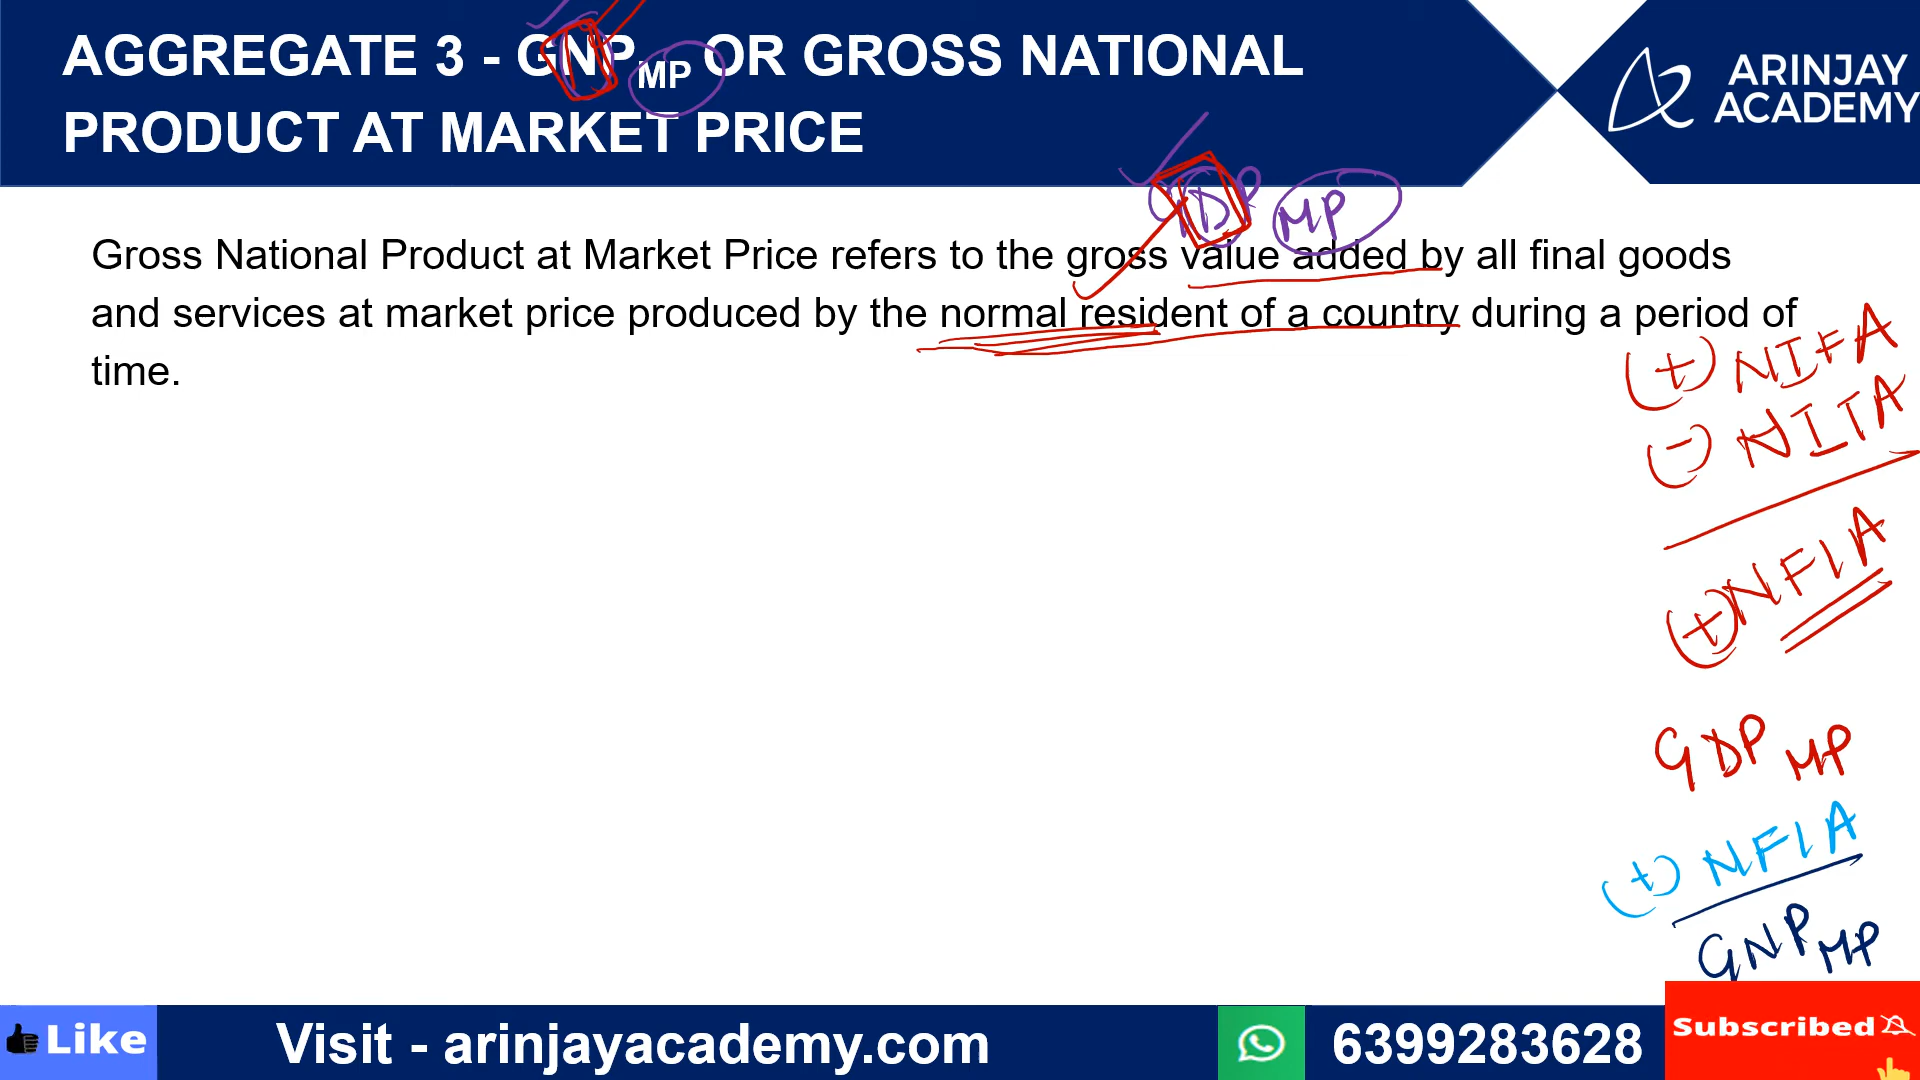 AGGREGATE 3 - GNP MP OR GROSS NATIONAL
PRODUCT AT MARKET PRICE
ARINJAY
ACADEMY
GDP MP
Gross National Product at Market Price refers to the gross value added by all final goods
and services at market price produced by the normal resident of a country during a period of
time.
(+) NIFA
(-) NITA
(+) NFIA
GDP MP
(+) NFIA
GNP MP
Like
Visit - arinjayacademy.com
6399283628
Subscribed